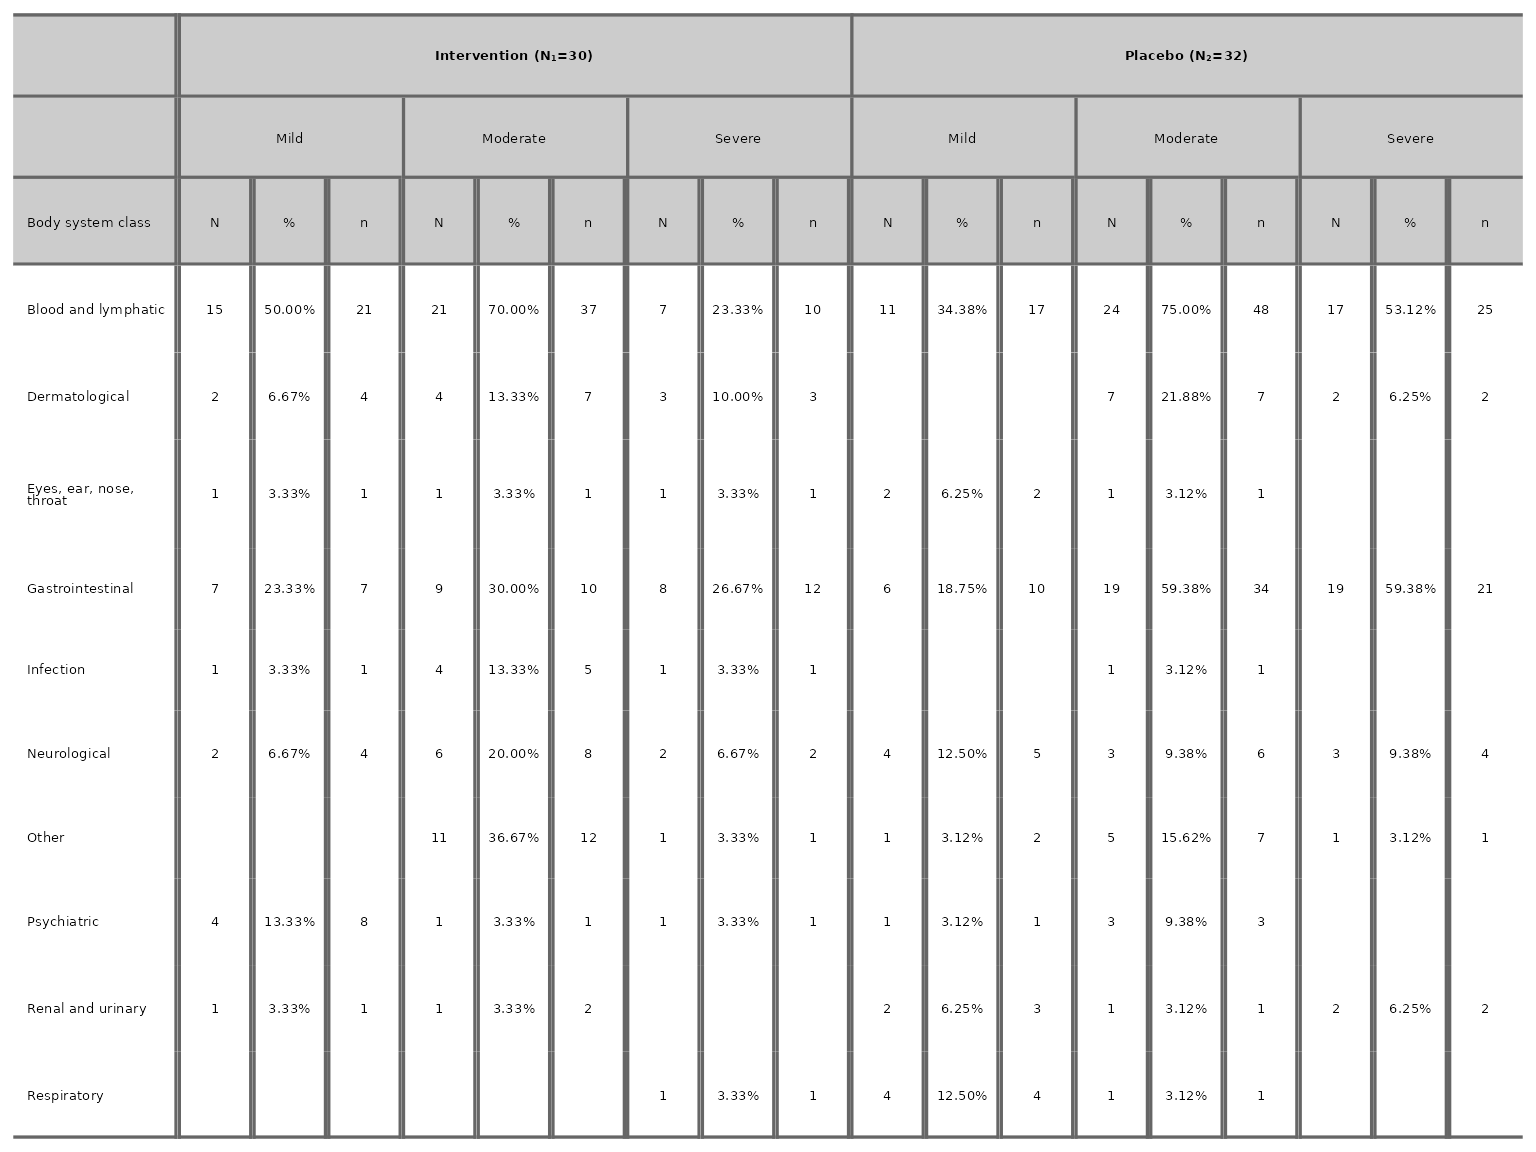 Intervention (N₁=30) Placebo (N₂=32)
Mild Moderate Severe Mild Moderate Severe
Body system class N % n N % n N % n N % n N % n N % n
Blood and lymphatic 15 50.00% 21 21 70.00% 37 7 23.33% 10 11 34.38% 17 24 75.00% 48 17 53.12% 25
Dermatological 2 6.67% 4 4 13.33% 7 3 10.00% 3 7 21.88% 7 2 6.25% 2
Eyes, ear, nose,
throat 1 3.33% 1 1 3.33% 1 1 3.33% 1 2 6.25% 2 1 3.12% 1
Gastrointestinal 7 23.33% 7 9 30.00% 10 8 26.67% 12 6 18.75% 10 19 59.38% 34 19 59.38% 21
Infection 1 3.33% 1 4 13.33% 5 1 3.33% 1 1 3.12% 1
Neurological 2 6.67% 4 6 20.00% 8 2 6.67% 2 4 12.50% 5 3 9.38% 6 3 9.38% 4
Other 11 36.67% 12 1 3.33% 1 1 3.12% 2 5 15.62% 7 1 3.12% 1
Psychiatric 4 13.33% 8 1 3.33% 1 1 3.33% 1 1 3.12% 1 3 9.38% 3
Renal and urinary 1 3.33% 1 1 3.33% 2 2 6.25% 3 1 3.12% 1 2 6.25% 2
Respiratory 1 3.33% 1 4 12.50% 4 1 3.12% 1